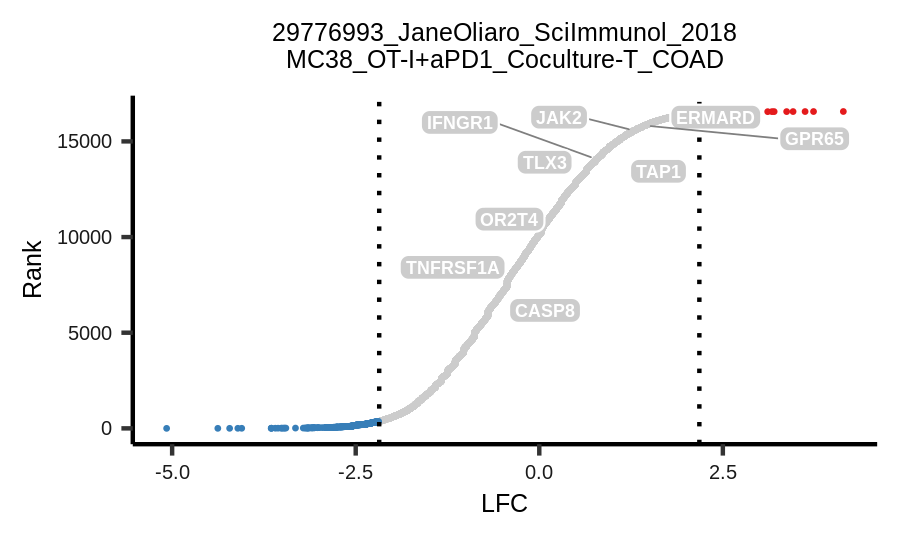 29776993_JaneOliaro_SciImmunol_2018
MC38_OT-I+aPD1_Coculture-T_COAD
Rank
15000
10000
5000
0
IFNGR1
JAK2
ERMARD
GPR65
TLX3
TAP1
OR2T4
TNFRSF1A
CASP8
-5.0
-2.5
0.0
2.5
LFC